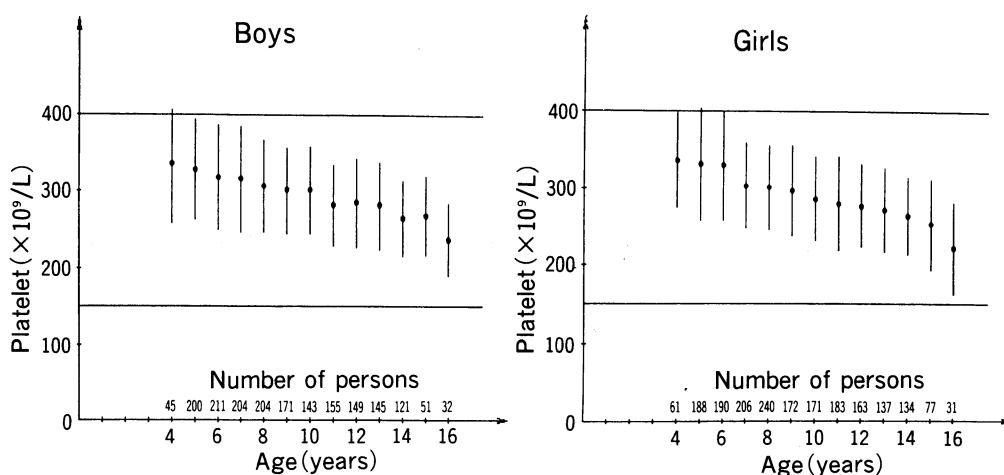 Boys
Platelet (×10⁹/L)
400
300
200
100
0
Number of persons
45 200 211 204 204 171 143 155 149 145 121 51 32
4 6 8 10 12 14 16
Age (years)
Girls
Platelet (×10⁹/L)
400
300
200
100
0
Number of persons
61 188 190 206 240 172 171 183 163 137 134 77 31
4 6 8 10 12 14 16
Age (years)